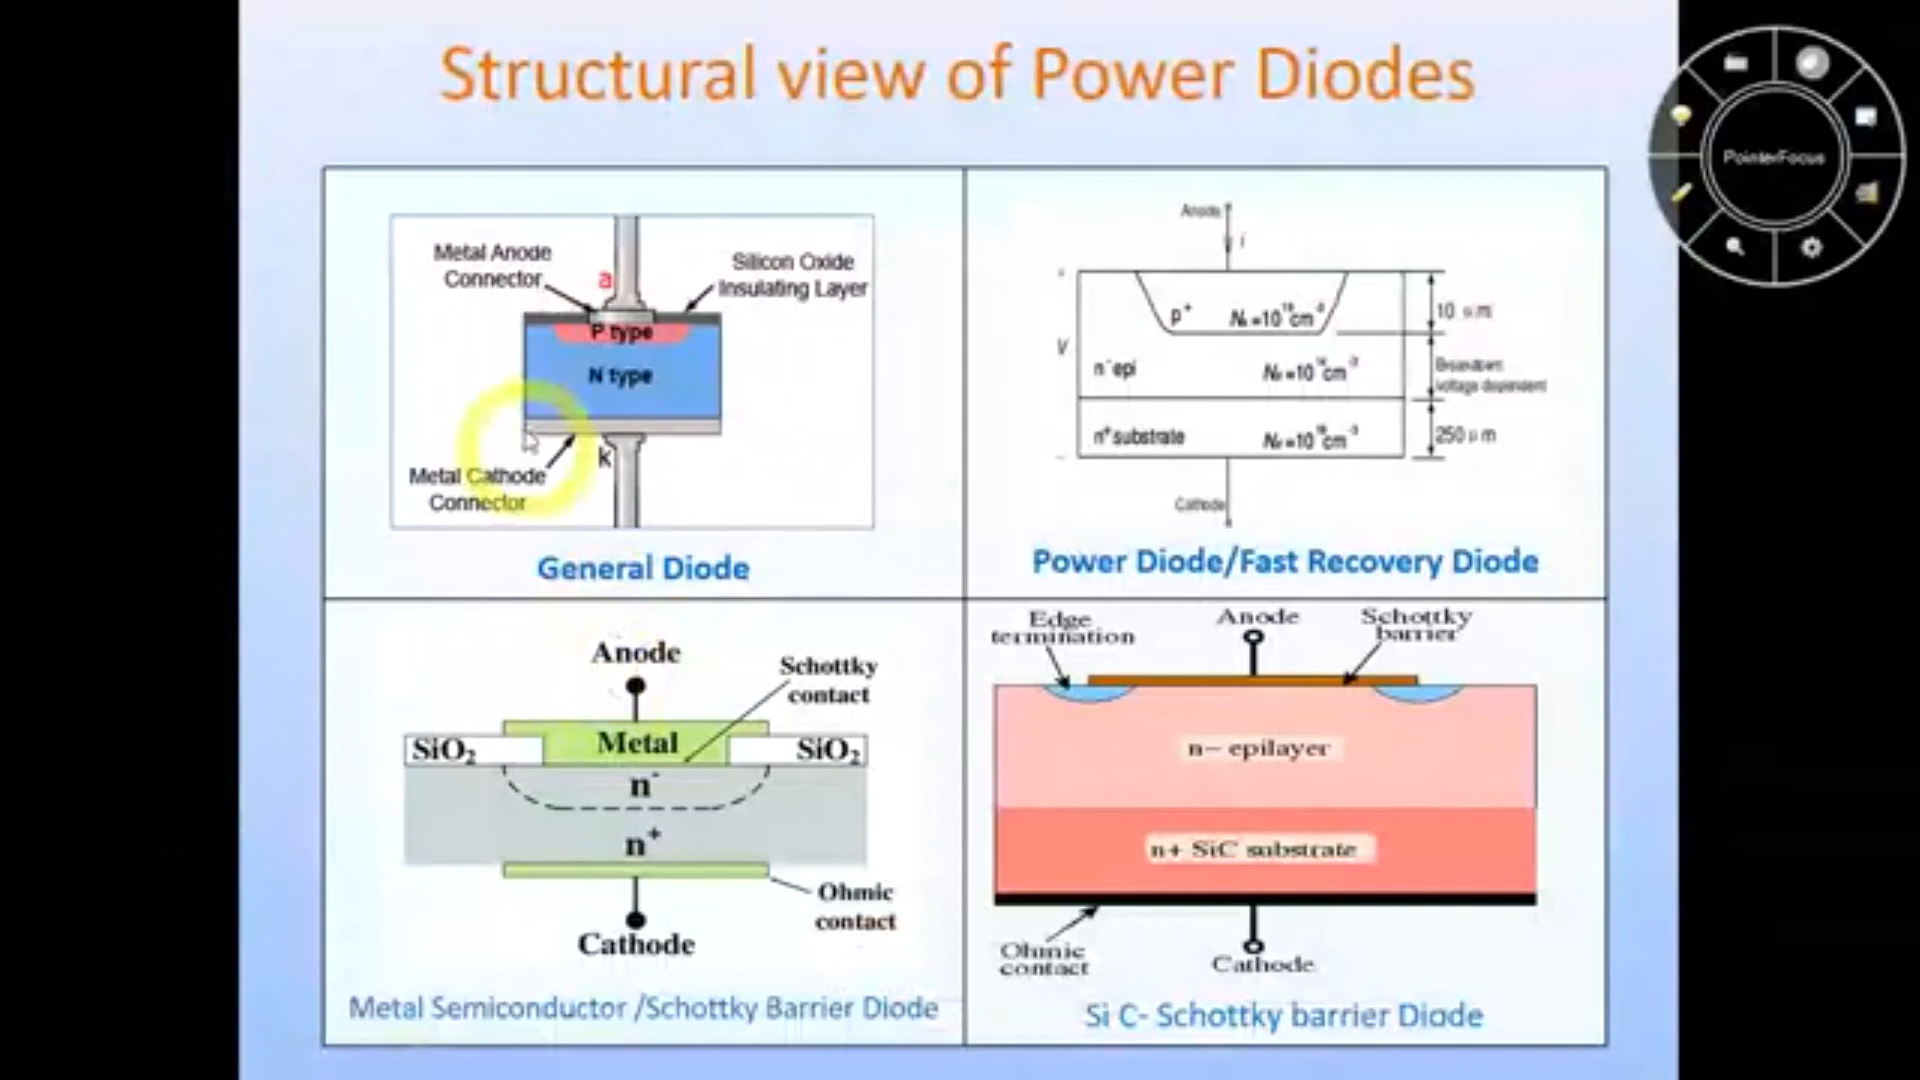 Structural view of Power Diodes
PointerFocus
Metal Anode
Connector
a
Silicon Oxide
Insulating Layer
P type
N type
k
Metal Cathode
Connector
General Diode
Anode
i
V
p+
10 μm
n- epi
Breakdown
voltage dependent
n+ substrate
250 μm
Cathode
Power Diode/Fast Recovery Diode
Anode
Schottky
contact
SiO2
Metal
SiO2
n-
n+
Ohmic
contact
Cathode
Metal Semiconductor /Schottky Barrier Diode
Edge
termination
Anode
Schottky
barrier
n− epilayer
n+ SiC substrate
Ohmic
contact
Cathode
Si C- Schottky barrier Diode